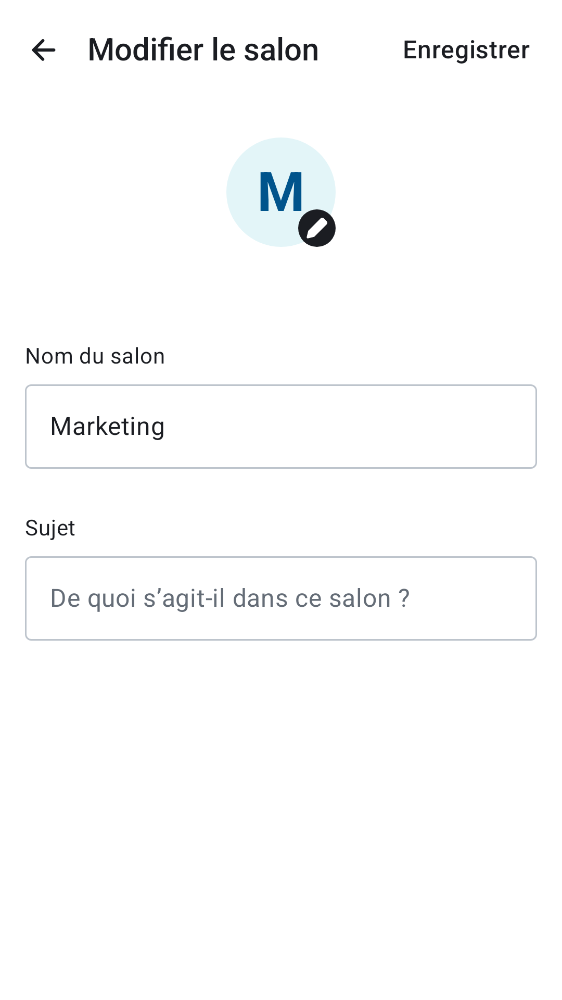 Modifier le salon
Enregistrer
M
Nom du salon
Marketing
Sujet
De quoi s’agit-il dans ce salon ?